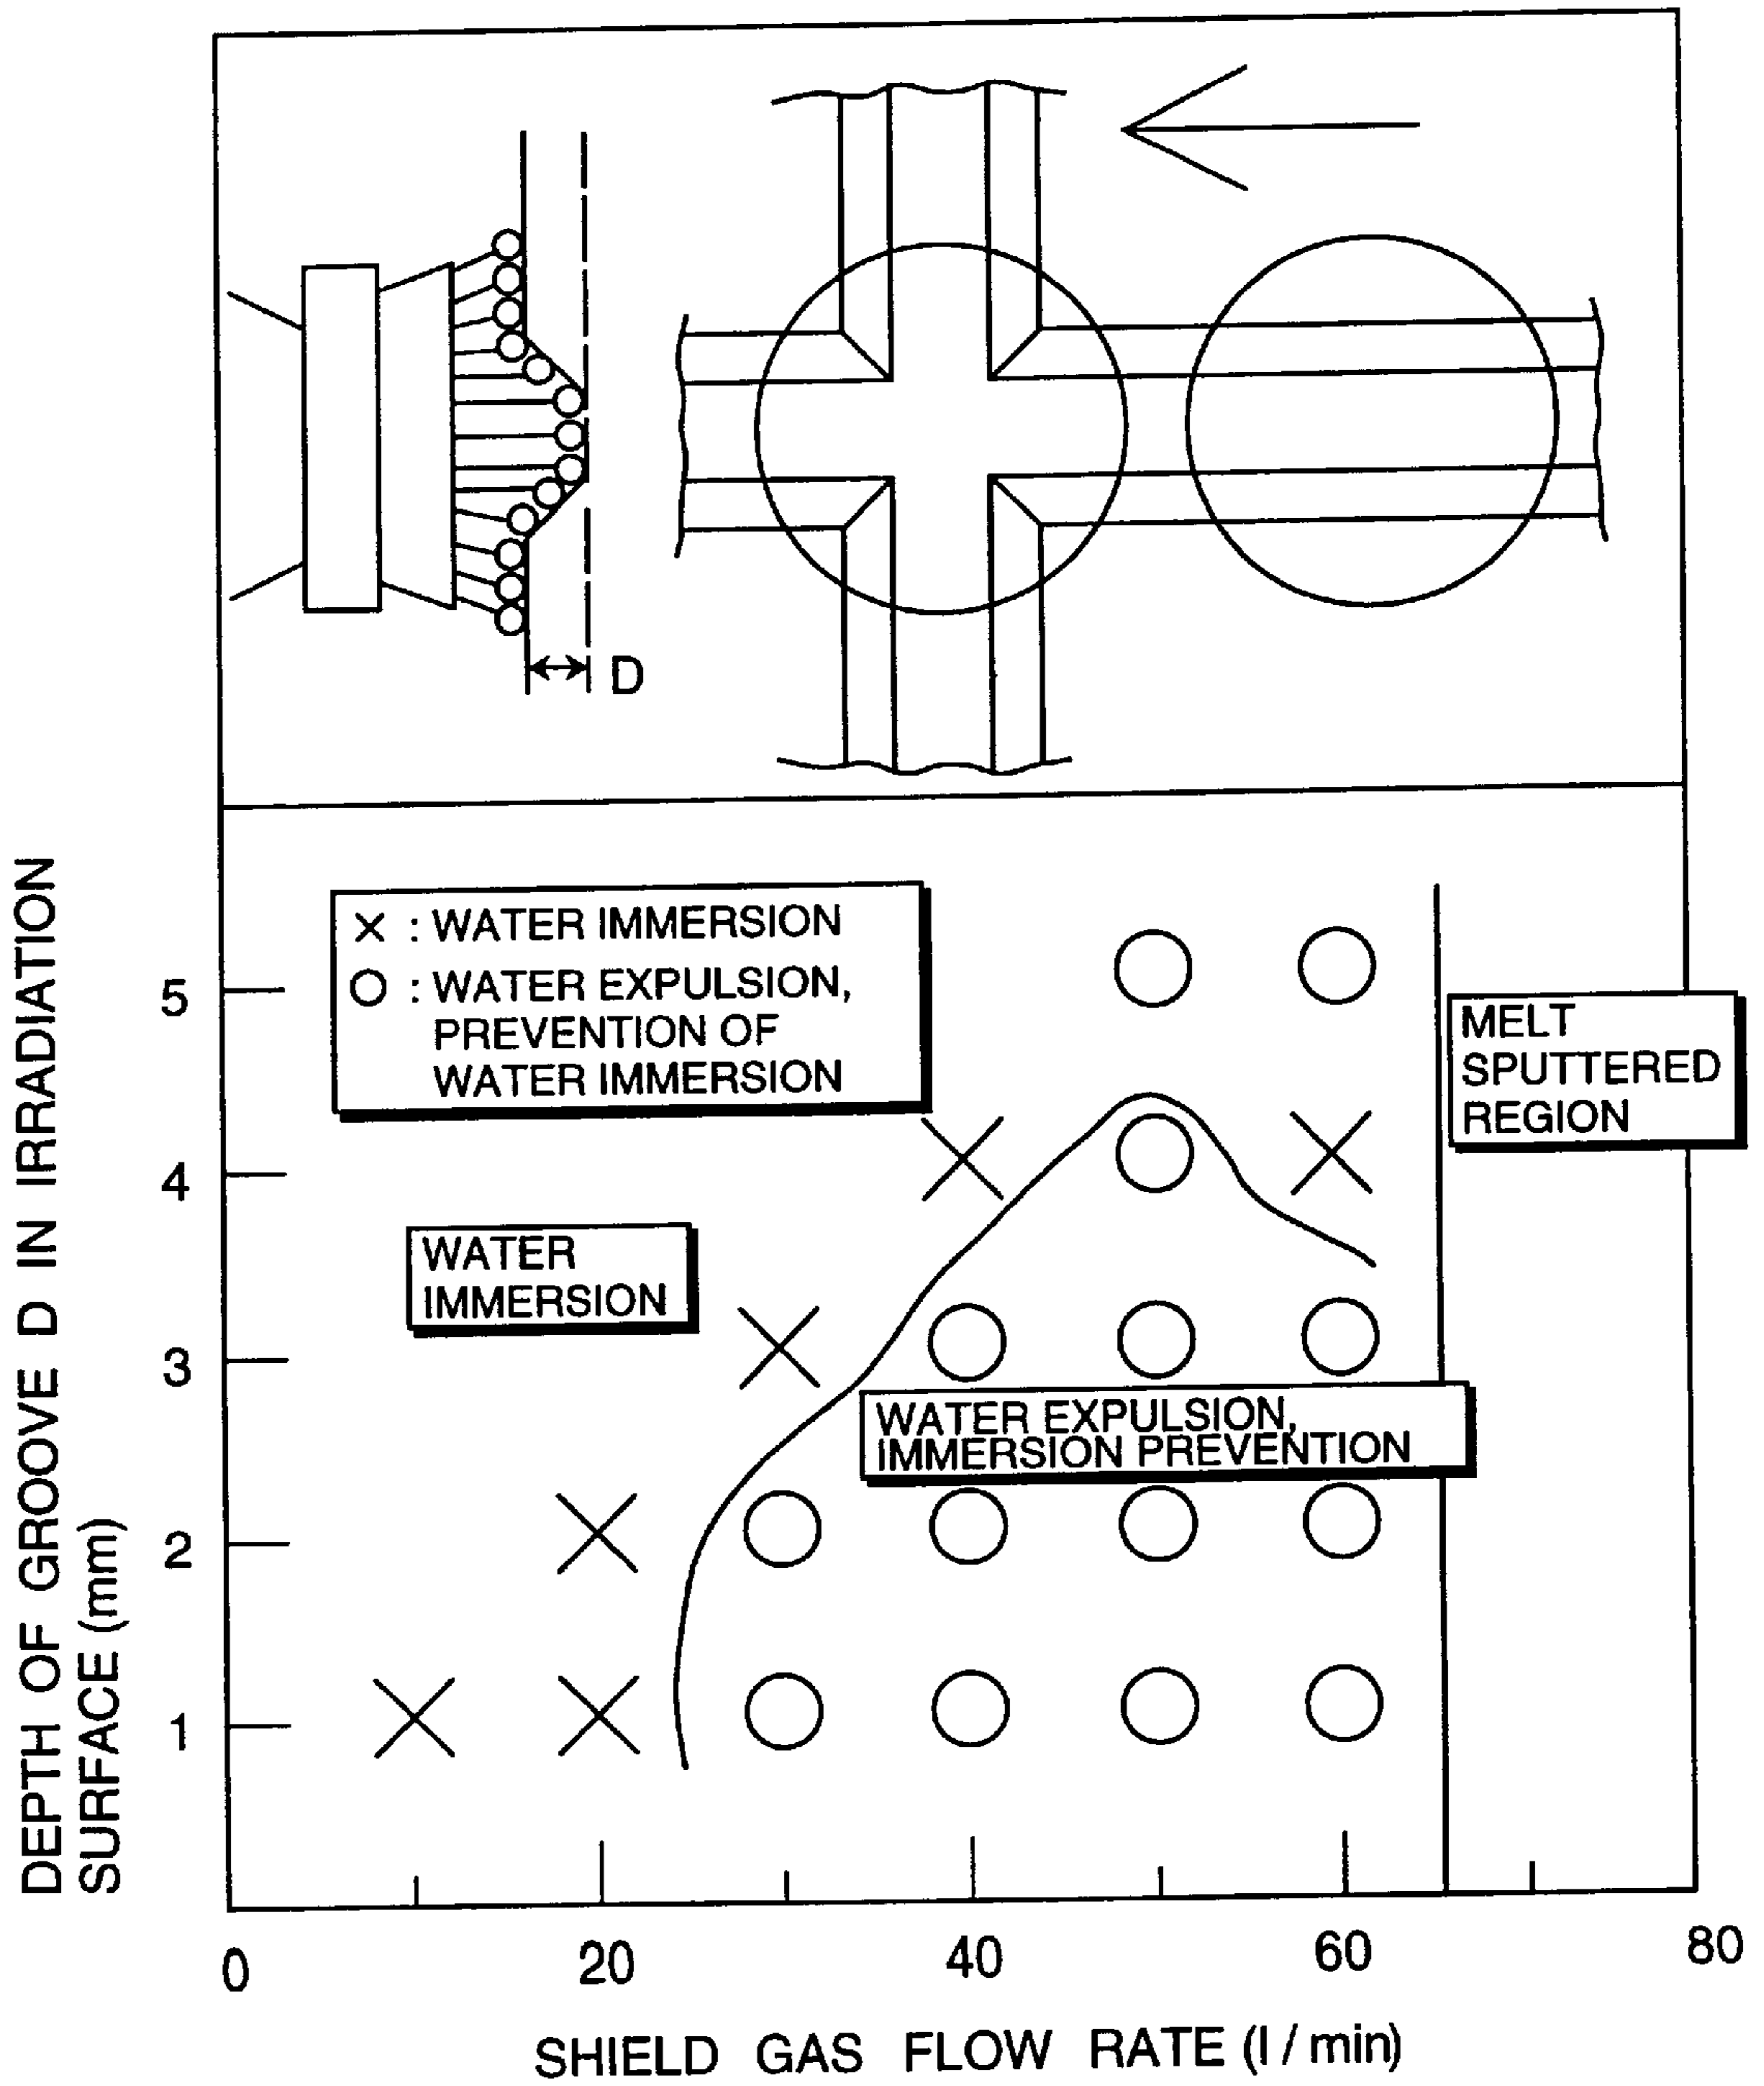 D
DEPTH OF GROOVE D IN IRRADIATION
SURFACE (mm)
× : WATER IMMERSION
○ : WATER EXPULSION,
PREVENTION OF
WATER IMMERSION
MELT
SPUTTERED
REGION
WATER
IMMERSION
WATER EXPULSION,
IMMERSION PREVENTION
5
4
3
2
1
0 20 40 60 80
SHIELD GAS FLOW RATE (l / min)